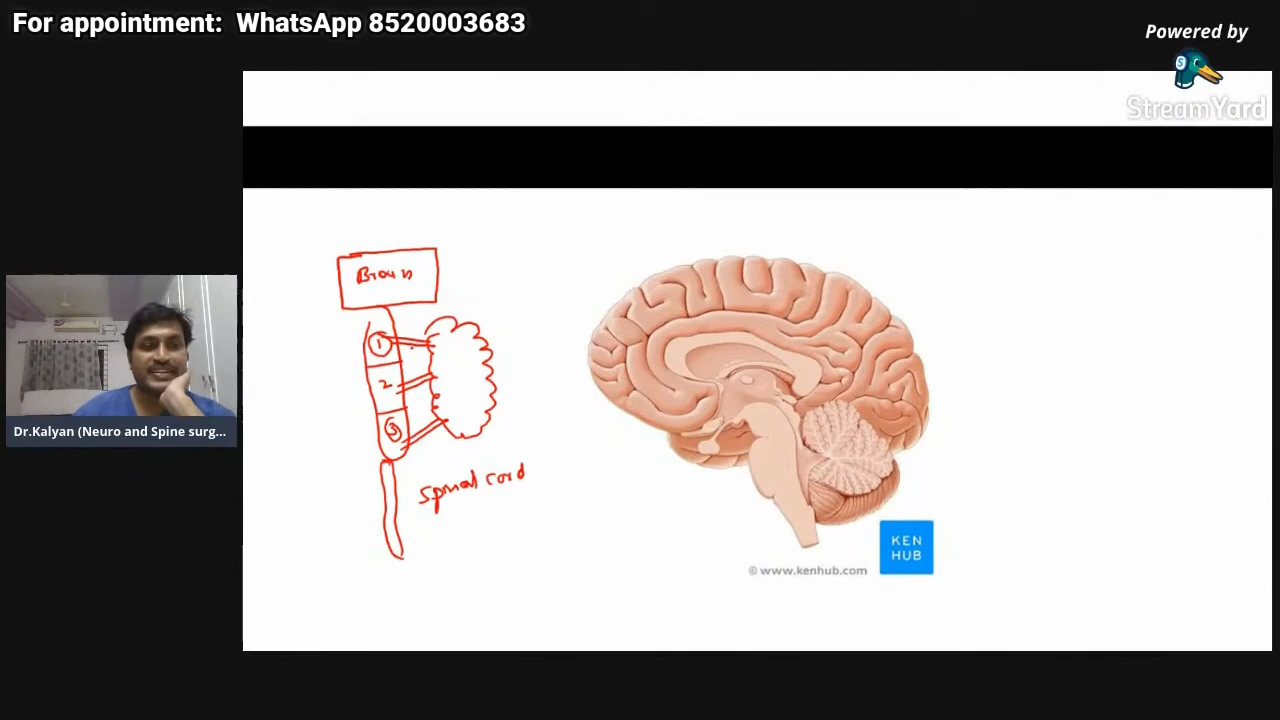 For appointment:  WhatsApp 8520003683
Powered by
StreamYard
Brain
1
2
3
Spinal cord
KEN
HUB
© www.kenhub.com
Dr.Kalyan (Neuro and Spine surg...